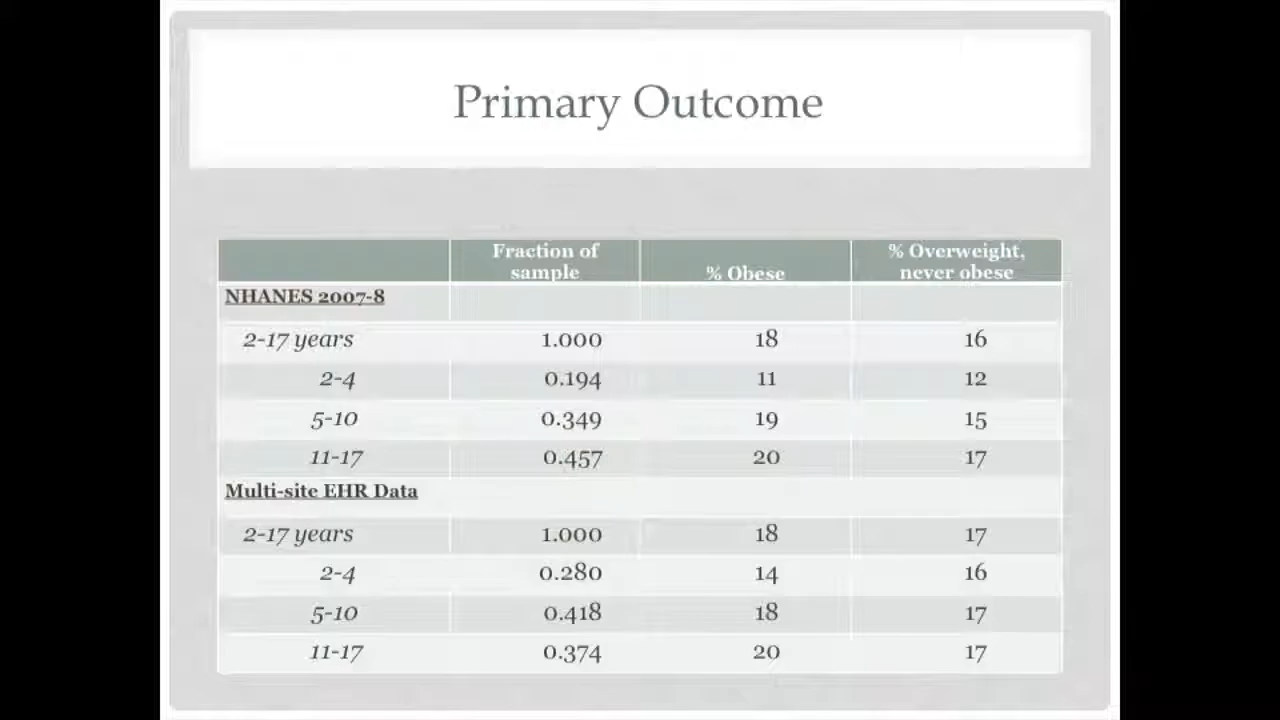 Primary Outcome
Fraction of sample % Obese % Overweight, never obese
NHANES 2007-8
2-17 years 1.000 18 16
2-4 0.194 11 12
5-10 0.349 19 15
11-17 0.457 20 17
Multi-site EHR Data
2-17 years 1.000 18 17
2-4 0.280 14 16
5-10 0.418 18 17
11-17 0.374 20 17